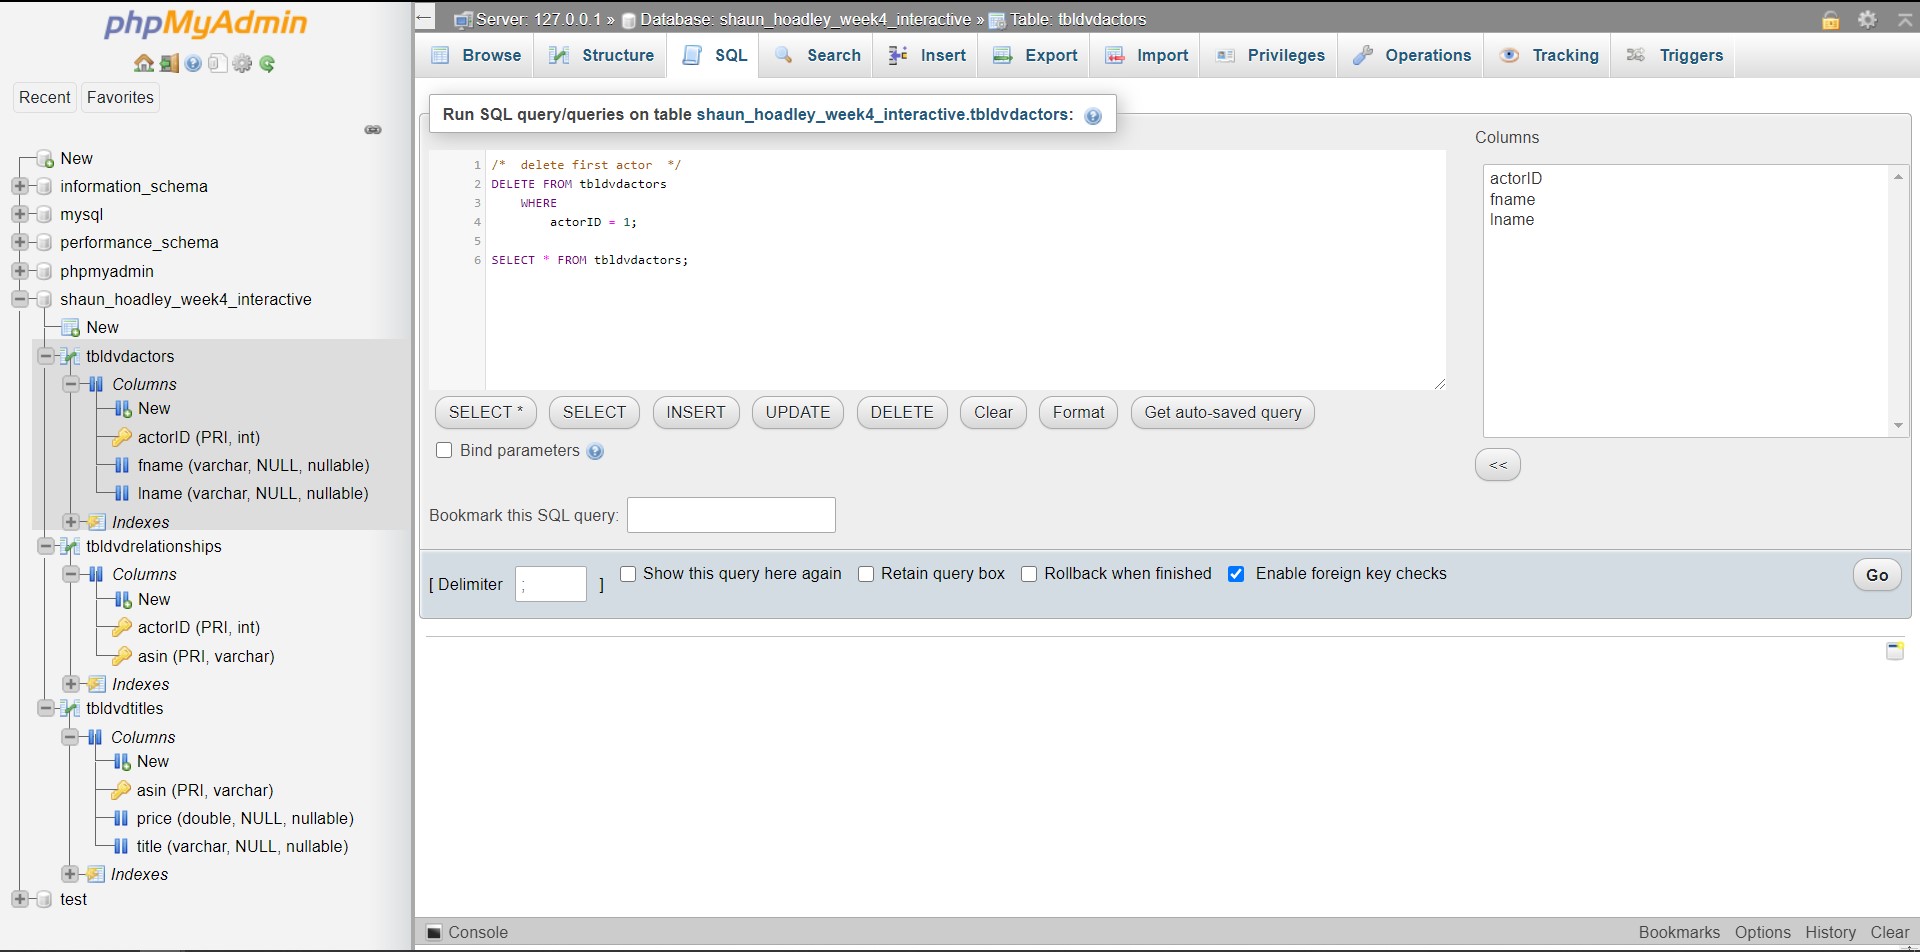 phpMyAdmin
Recent
Favorites
New
information_schema
mysql
performance_schema
phpmyadmin
shaun_hoadley_week4_interactive
New
tbldvdactors
Columns
New
actorID (PRI, int)
fname (varchar, NULL, nullable)
lname (varchar, NULL, nullable)
Indexes
tbldvdrelationships
Columns
New
actorID (PRI, int)
asin (PRI, varchar)
Indexes
tbldvdtitles
Columns
New
asin (PRI, varchar)
price (double, NULL, nullable)
title (varchar, NULL, nullable)
Indexes
test
Server: 127.0.0.1 » Database: shaun_hoadley_week4_interactive » Table: tbldvdactors
Browse Structure SQL Search Insert Export Import Privileges Operations Tracking Triggers
Run SQL query/queries on table shaun_hoadley_week4_interactive.tbldvdactors:
1 /* delete first actor */
2 DELETE FROM tbldvdactors
3 WHERE
4 actorID = 1;
5
6 SELECT * FROM tbldvdactors;
Columns
actorID
fname
lname
<<
SELECT * SELECT INSERT UPDATE DELETE Clear Format Get auto-saved query
Bind parameters
Bookmark this SQL query:
[ Delimiter ; ] Show this query here again Retain query box Rollback when finished Enable foreign key checks Go
Console Bookmarks Options History Clear